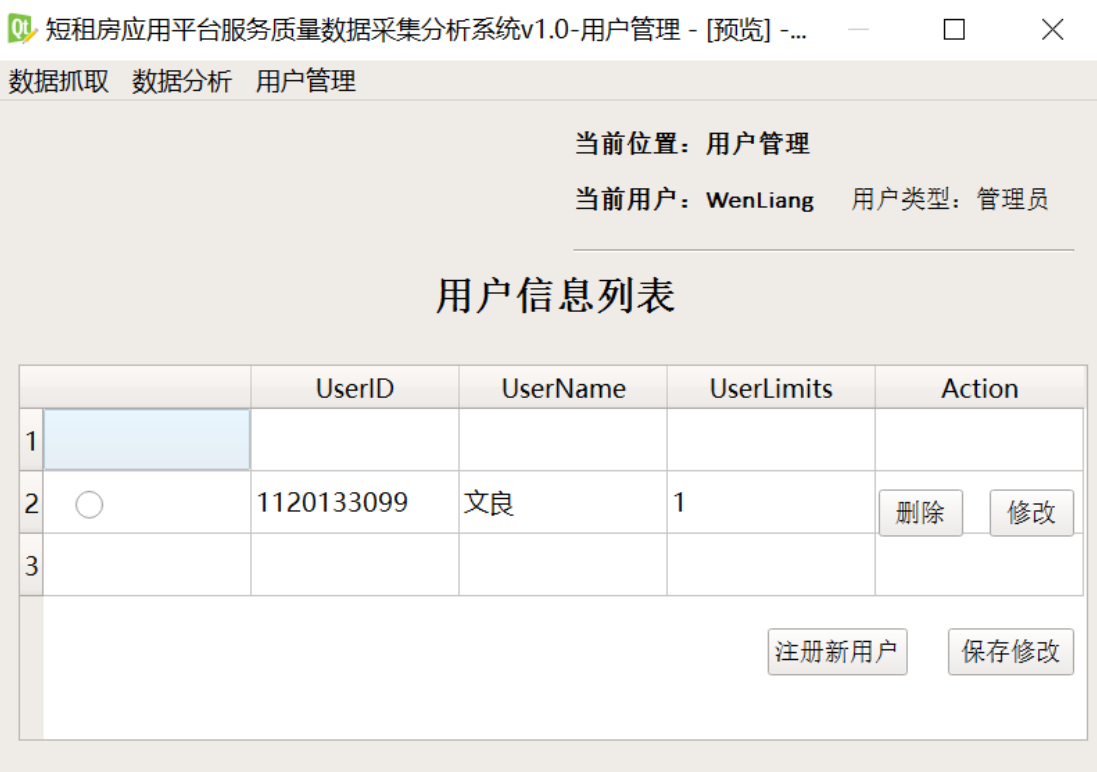 Qt 短租房应用平台服务质量数据采集分析系统v1.0-用户管理 - [预览] -...
数据抓取 数据分析 用户管理
当前位置：用户管理
当前用户：WenLiang 用户类型：管理员
用户信息列表
UserID UserName UserLimits Action
1
2 1120133099 文良 1 删除 修改
3
注册新用户 保存修改